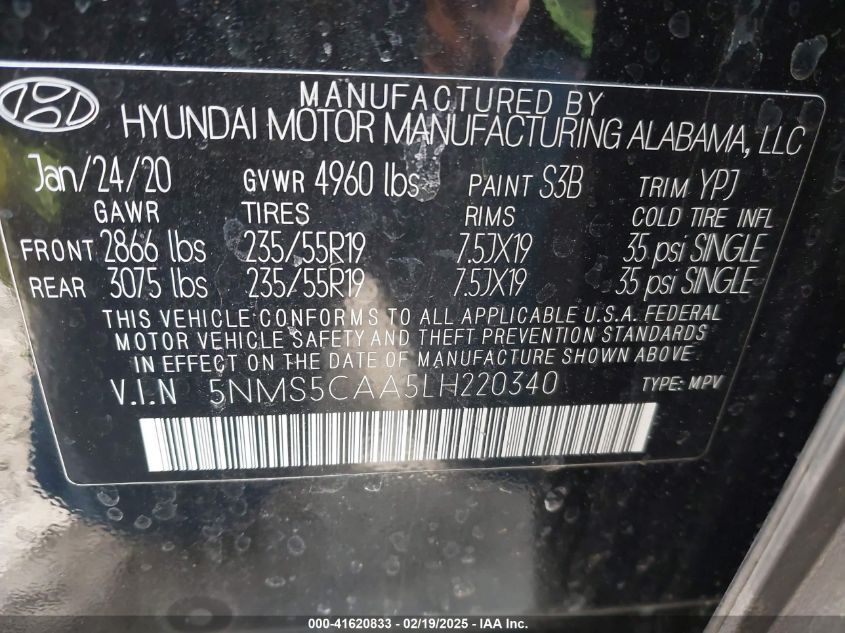 MANUFACTURED BY
HYUNDAI MOTOR MANUFACTURING ALABAMA, LLC
Jan/24/20 GVWR 4960 lbs PAINT S3B TRIM YPJ
GAWR TIRES RIMS COLD TIRE INFL
FRONT 2866 lbs 235/55R19 7.5JX19 35 psi SINGLE
REAR 3075 lbs 235/55R19 7.5JX19 35 psi SINGLE
THIS VEHICLE CONFORMS TO ALL APPLICABLE U.S.A. FEDERAL
MOTOR VEHICLE SAFETY AND THEFT PREVENTION STANDARDS
IN EFFECT ON THE DATE OF MANUFACTURE SHOWN ABOVE.
V.I.N 5NMS5CAA5LH220340 TYPE: MPV
000-41620833 - 02/19/2025 - IAA Inc.